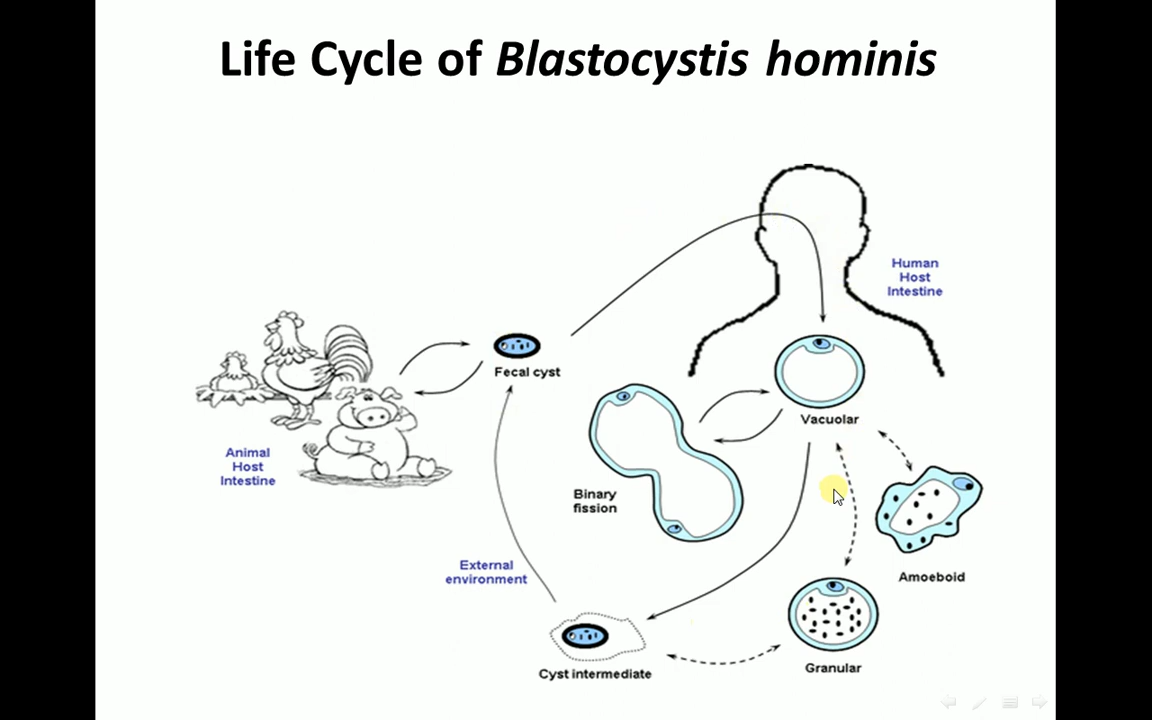 Life Cycle of Blastocystis hominis
Human
Host
Intestine
Fecal cyst
Vacuolar
Animal
Host
Intestine
Binary
fission
External
environment
Amoeboid
Cyst intermediate
Granular